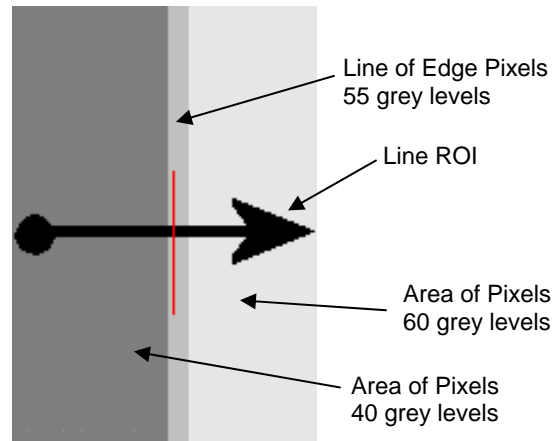 Line of Edge Pixels
55 grey levels
Line ROI
Area of Pixels
60 grey levels
Area of Pixels
40 grey levels